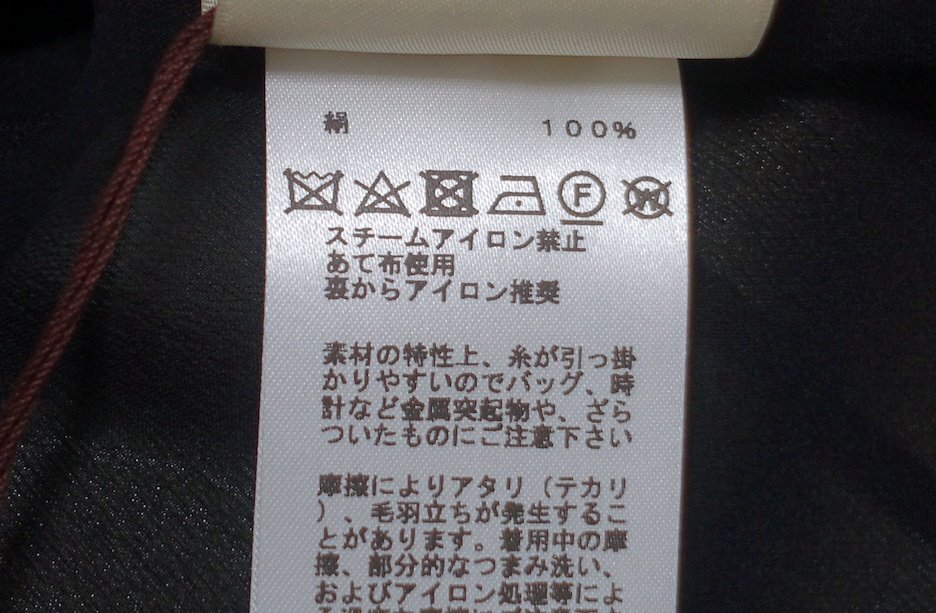 絹 100%
F W
スチームアイロン禁止
あて布使用
裏からアイロン推奨
素材の特性上、糸が引っ掛
かりやすいのでバッグ、時
計など金属突起物や、ざら
ついたものにご注意下さい
摩擦によりアタリ（テカリ
）、毛羽立ちが発生するこ
とがあります。着用中の摩
擦、部分的なつまみ洗い、
およびアイロン処理等によ